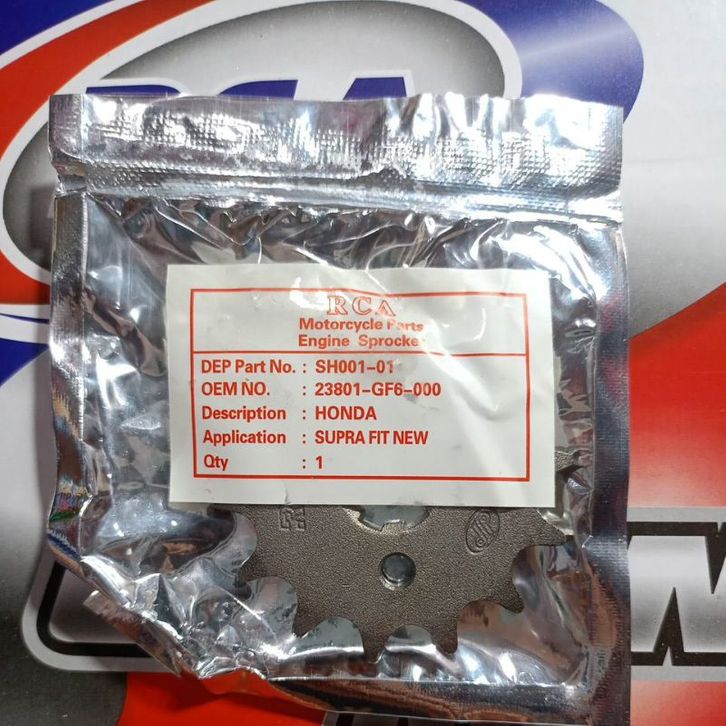 RCA
Motorcycle Parts
Engine Sprocket
DEP Part No. : SH001-01
OEM NO. : 23801-GF6-000
Description : HONDA
Application : SUPRA FIT NEW
Qty : 1